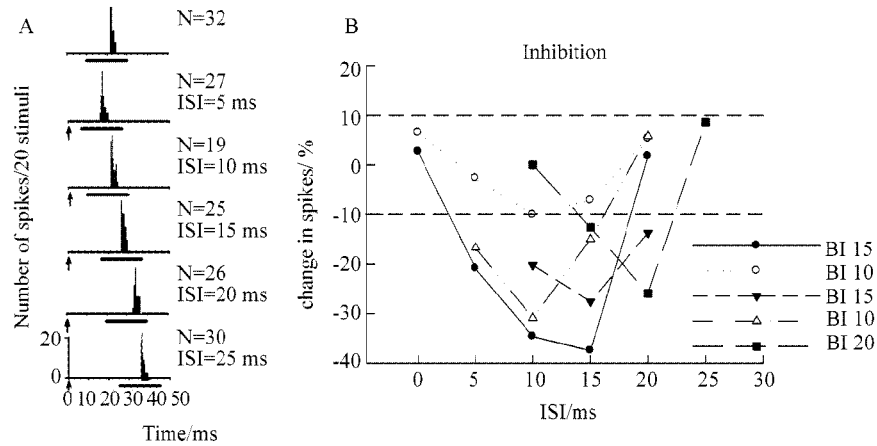 A
Number of spikes/20 stimuli
N=32
N=27
ISI=5 ms
N=19
ISI=10 ms
N=25
ISI=15 ms
N=26
ISI=20 ms
N=30
ISI=25 ms
20
0
0 10 20 30 50
Time/ms
B
Inhibition
change in spikes/ %
20
10
0
-10
-20
-30
-40
0 5 10 15 20 25 30
ISI/ms
BI 15
BI 10
BI 15
BI 10
BI 20